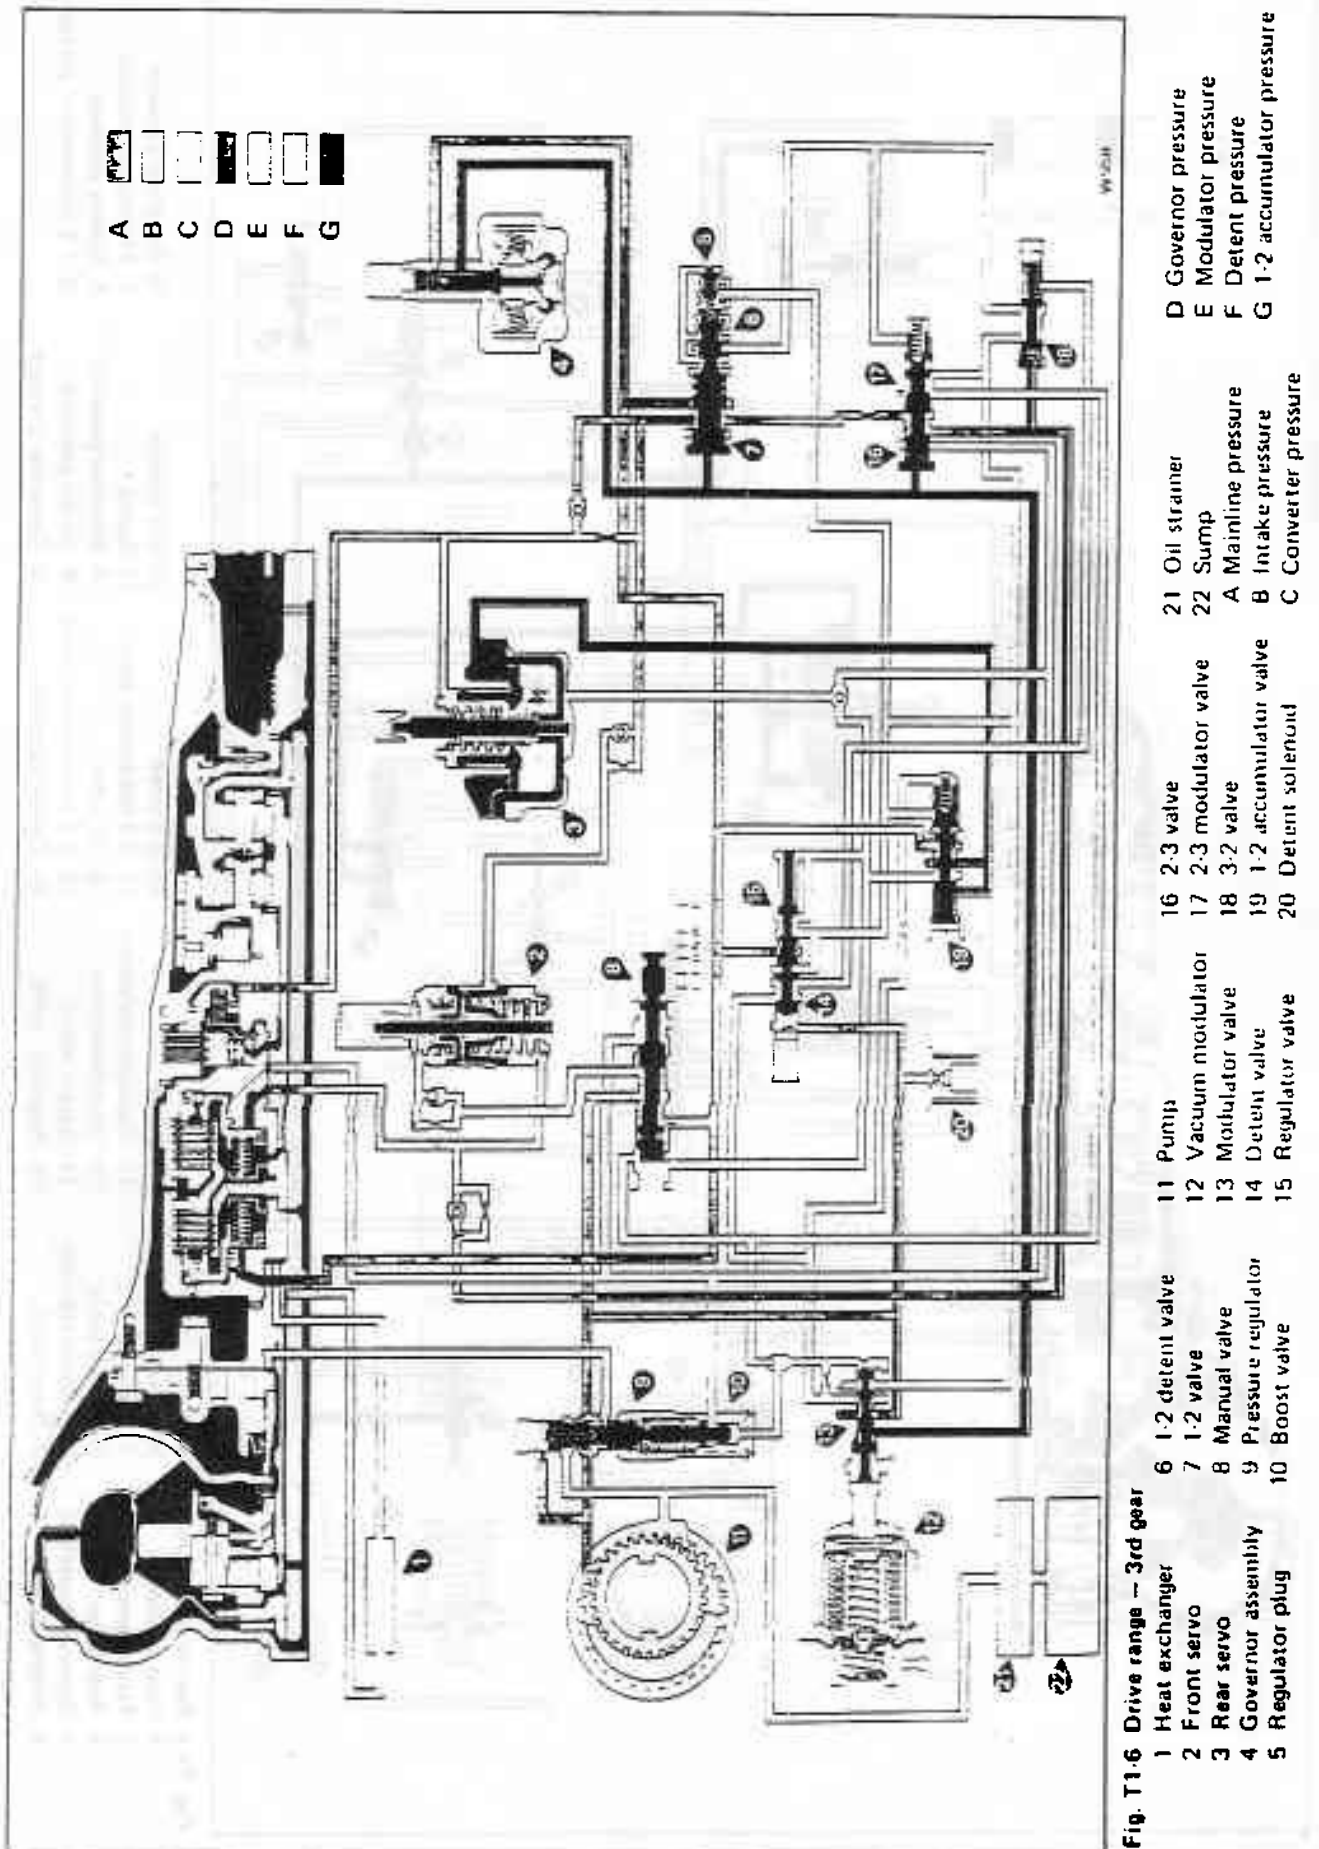 A
B
C
D
E
F
G
Fig. T1-6 Drive range – 3rd gear
1 Heat exchanger
2 Front servo
3 Rear servo
4 Governor assembly
5 Regulator plug
6 1-2 detent valve
7 1-2 valve
8 Manual valve
9 Pressure regulator
10 Boost valve
11 Pump
12 Vacuum modulator
13 Modulator valve
14 Detent valve
15 Regulator valve
16 2-3 valve
17 2-3 modulator valve
18 3-2 valve
19 1-2 accumulator valve
20 Detent solenoid
21 Oil strainer
22 Sump
A Mainline pressure
B Intake pressure
C Converter pressure
D Governor pressure
E Modulator pressure
F Detent pressure
G 1-2 accumulator pressure